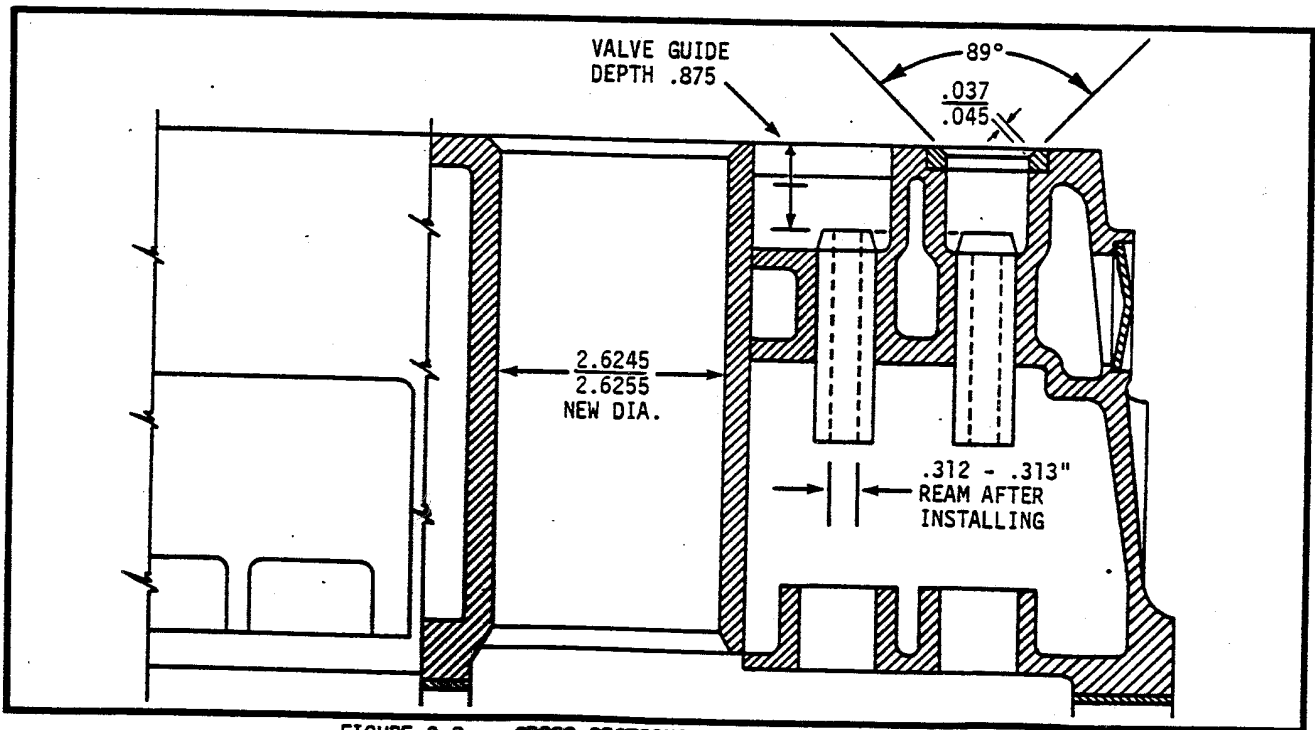 VALVE GUIDE
DEPTH .875
89°
.037
.045
2.6245
2.6255
NEW DIA.
.312 - .313"
REAM AFTER
INSTALLING